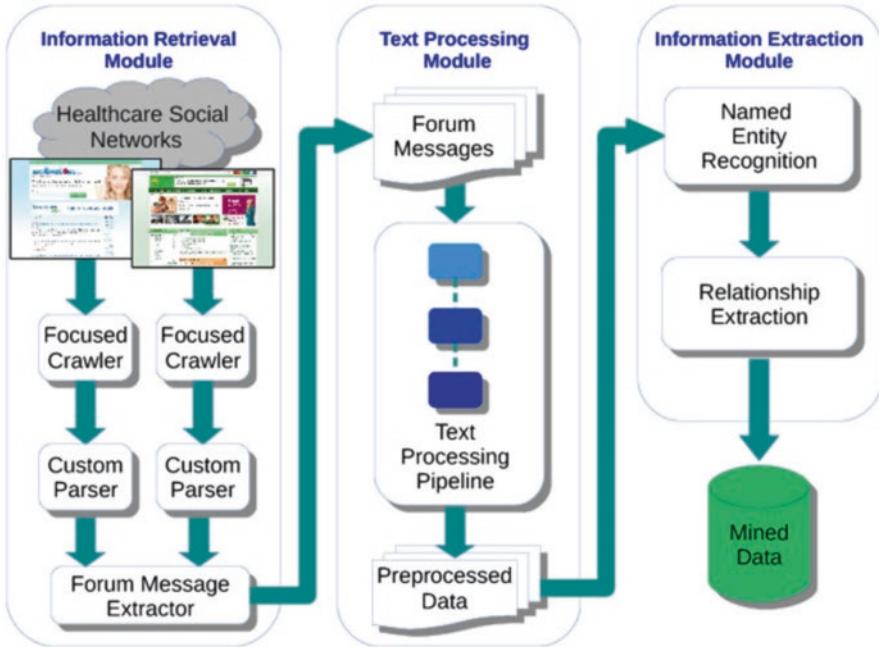 Information Retrieval
Module
Healthcare Social
Networks
Focused
Crawler
Focused
Crawler
Custom
Parser
Custom
Parser
Forum Message
Extractor
Text Processing
Module
Forum
Messages
Text
Processing
Pipeline
Preprocessed
Data
Information Extraction
Module
Named
Entity
Recognition
Relationship
Extraction
Mined
Data